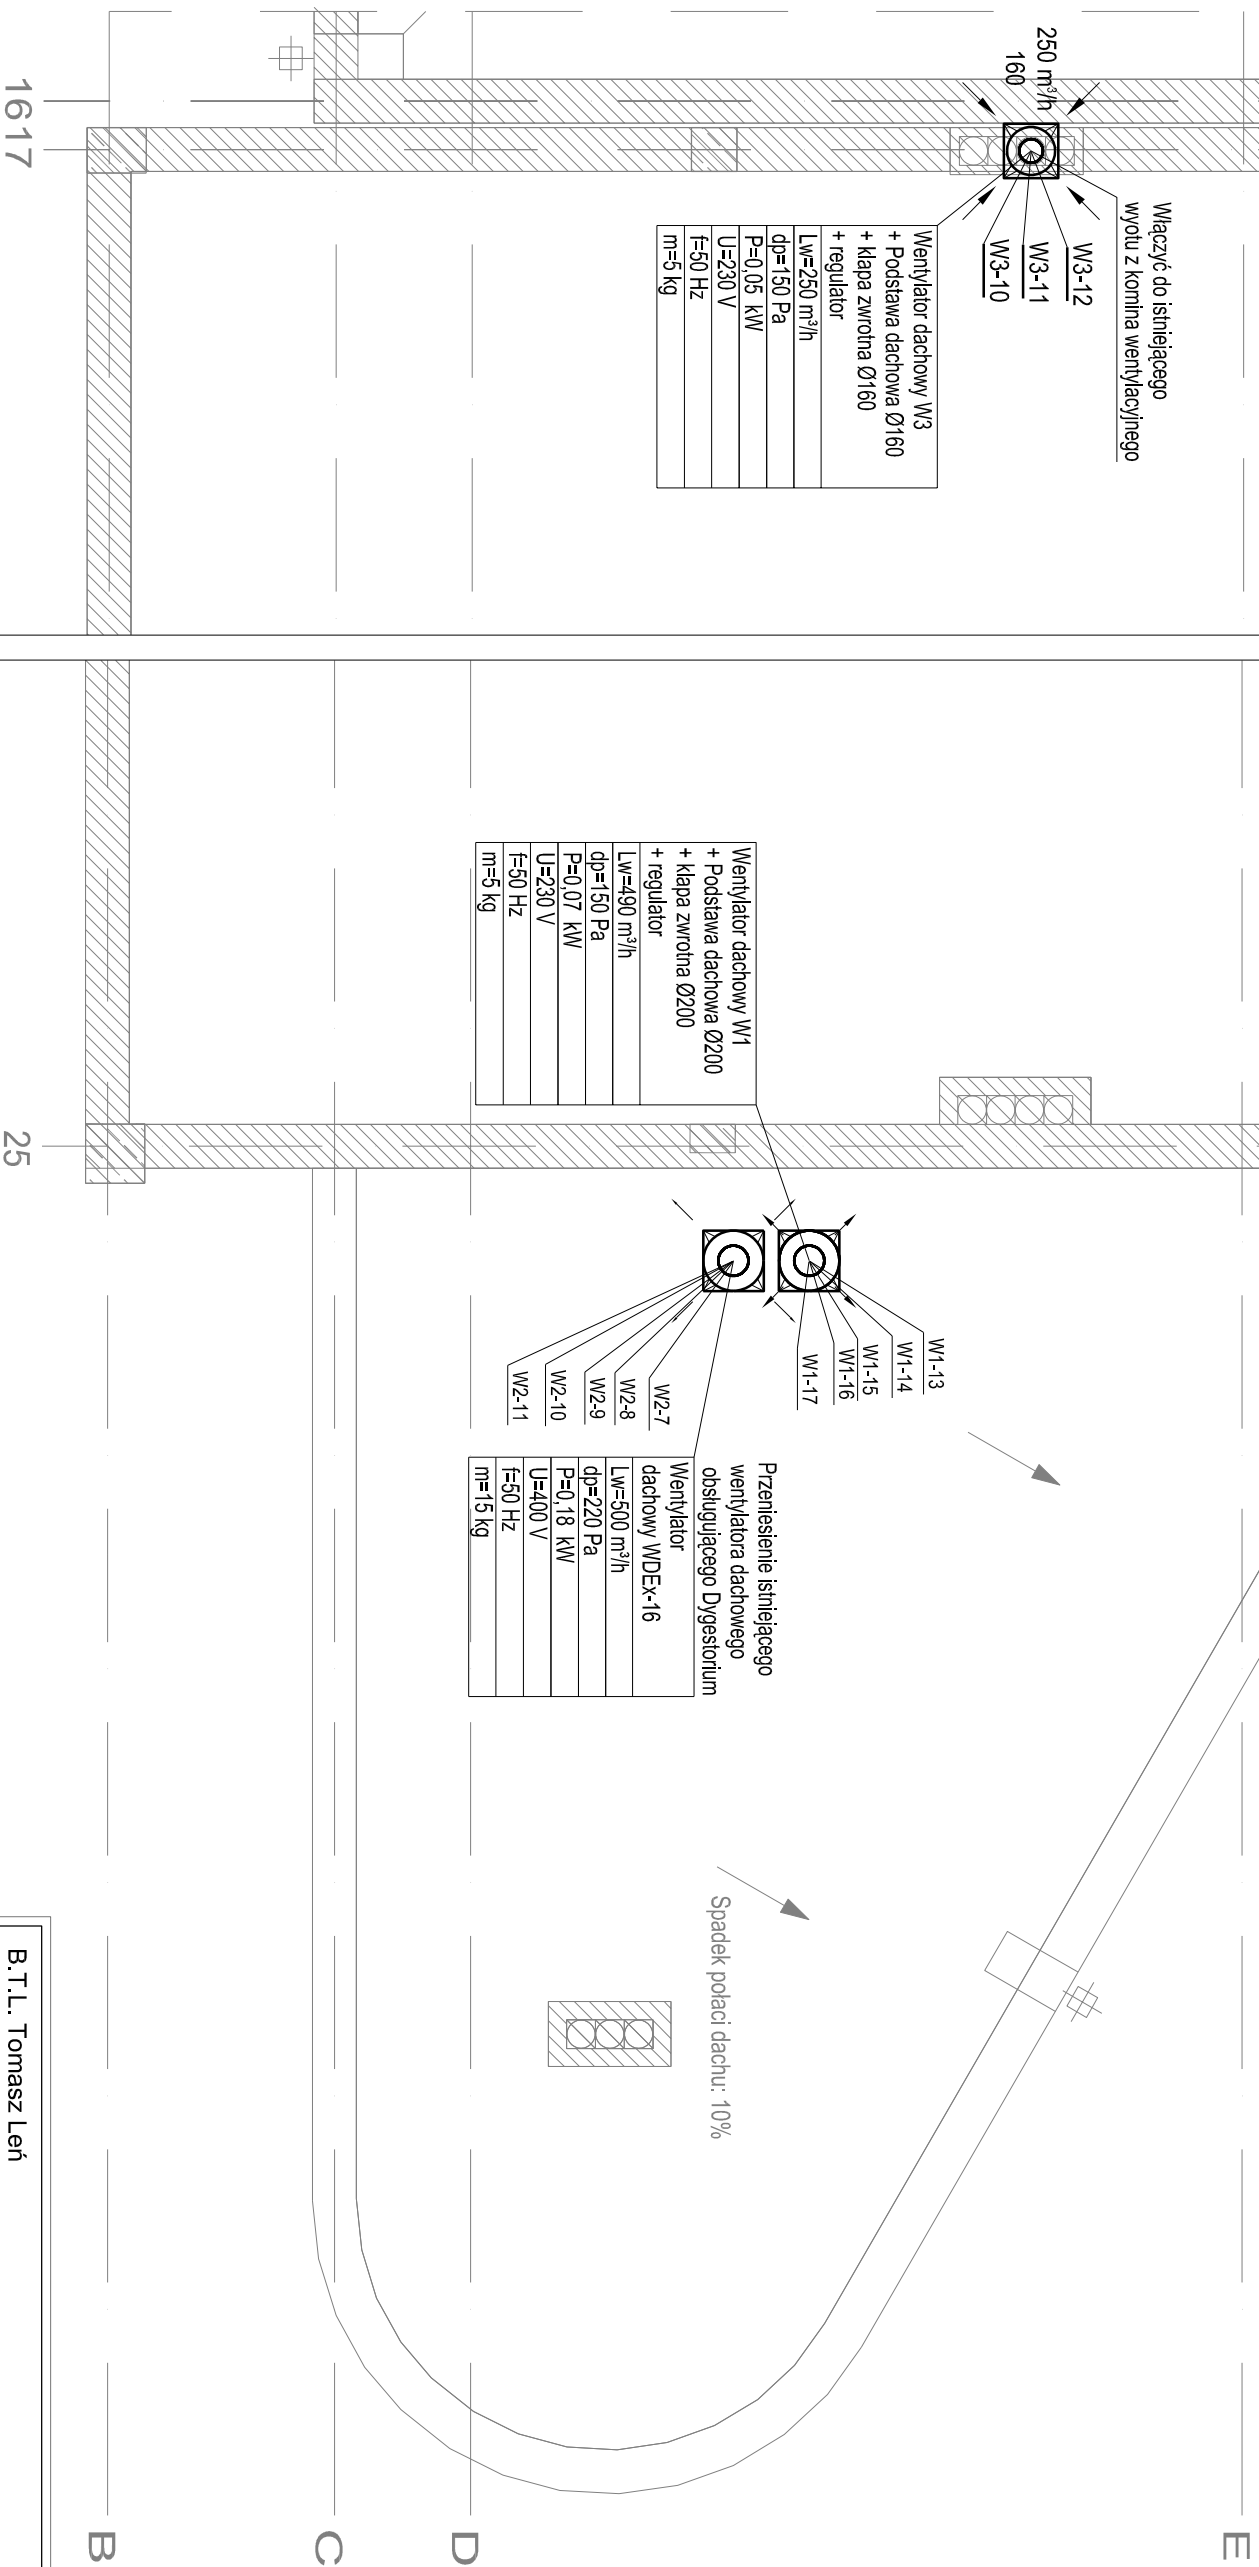 250 m³/h
160
Włączyć do istniejącego
wyotu z komina wentylacyjnego
W3-12
W3-11
W3-10
Wentylator dachowy W3
+ Podstawa dachowa Ø160
+ klapa zwrotna Ø160
+ regulator
Lw=250 m³/h
dp=150 Pa
P=0,05 kW
U=230 V
f=50 Hz
m=5 kg
16
17
Wentylator dachowy W1
+ Podstawa dachowa Ø200
+ klapa zwrotna Ø200
+ regulator
Lw=490 m³/h
dp=150 Pa
P=0,07 kW
U=230 V
f=50 Hz
m=5 kg
25
W1-13
W1-14
W1-15
W1-16
W1-17
W2-7
W2-8
W2-9
W2-10
W2-11
Przeniesienie istniejącego
wentylatora dachowego
obsługującego Dygestorium
Wentylator
dachowy WDEx-16
Lw=500 m³/h
dp=220 Pa
P=0,18 kW
U=400 V
f=50 Hz
m=15 kg
Spadek połaci dachu: 10%
E
D
C
B
B.T.L. Tomasz Leń